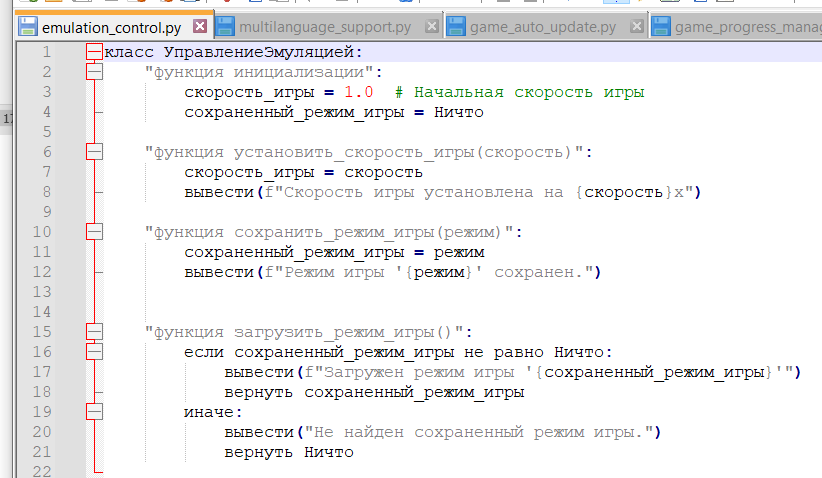 emulation_control.py multilanguage_support.py game_auto_update.py game_progress_manag
1 класс УправлениеЭмуляцией:
2 "функция инициализации":
3 скорость_игры = 1.0 # Начальная скорость игры
4 сохраненный_режим_игры = Ничто
5
6 "функция установить_скорость_игры(скорость)":
7 скорость_игры = скорость
8 вывести(f"Скорость игры установлена на {скорость}x")
9
10 "функция сохранить_режим_игры(режим)":
11 сохраненный_режим_игры = режим
12 вывести(f"Режим игры '{режим}' сохранен.")
13
14
15 "функция загрузить_режим_игры()":
16 если сохраненный_режим_игры не равно Ничто:
17 вывести(f"Загружен режим игры '{сохраненный_режим_игры}'")
18 вернуть сохраненный_режим_игры
19 иначе:
20 вывести("Не найден сохраненный режим игры.")
21 вернуть Ничто
22